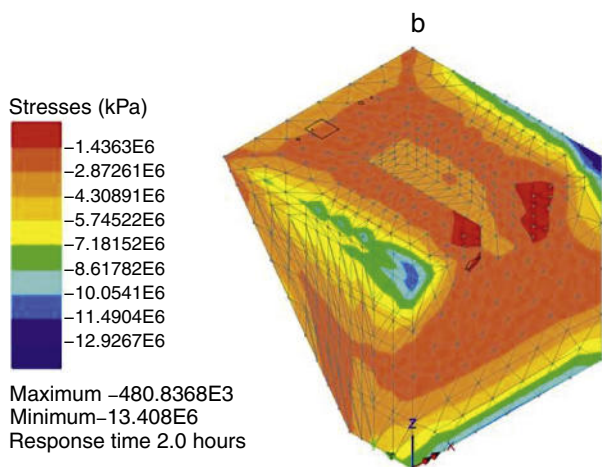 b
Stresses (kPa)
−1.4363E6
−2.87261E6
−4.30891E6
−5.74522E6
−7.18152E6
−8.61782E6
−10.0541E6
−11.4904E6
−12.9267E6
Maximum −480.8368E3
Minimum−13.408E6
Response time 2.0 hours
Z
X